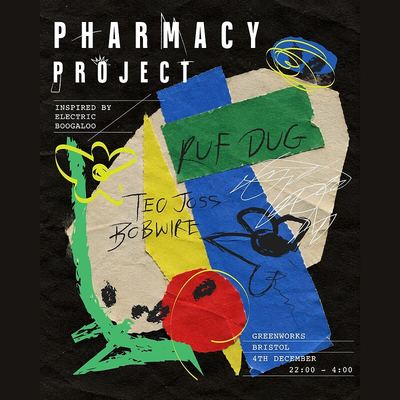 PHARMACY
PROJECT
INSPIRED BY
ELECTRIC
BOOGALOO
RUF DUG
TEO JOSS
BOBWIRE
GREENWORKS
BRISTOL
4TH DECEMBER
22:00 - 4:00